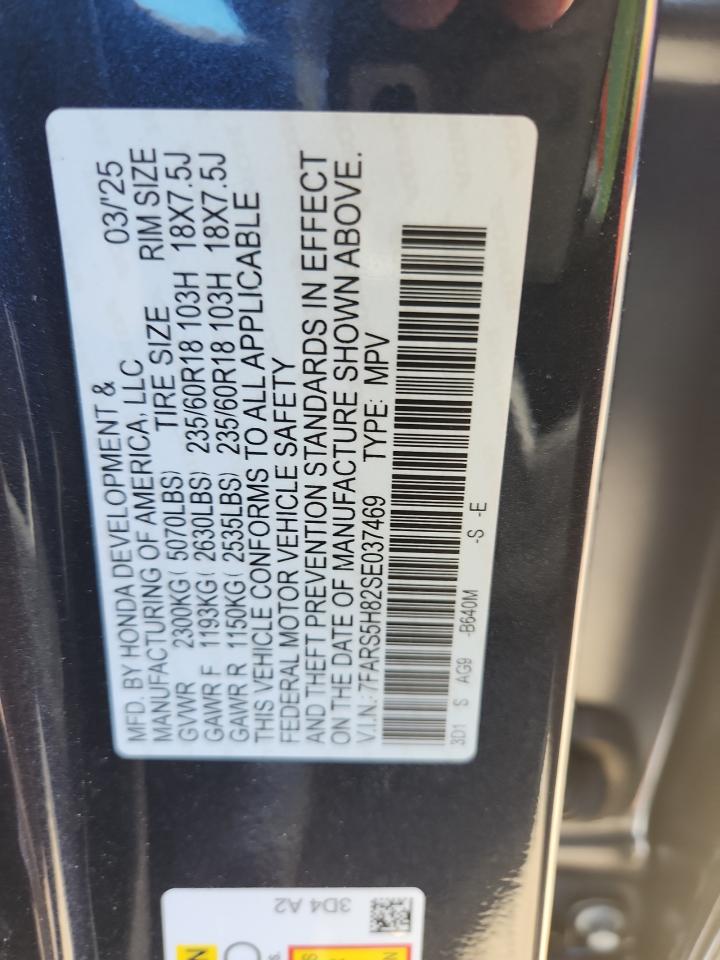 MFD. BY HONDA DEVELOPMENT & 03/'25
MANUFACTURING OF AMERICA, LLC
TIRE SIZE RIM SIZE
GVWR 2300KG( 5070LBS)
GAWR F 1193KG( 2630LBS) 235/60R18 103H 18X7.5J
GAWR R 1150KG( 2535LBS) 235/60R18 103H 18X7.5J
THIS VEHICLE CONFORMS TO ALL APPLICABLE
FEDERAL MOTOR VEHICLE SAFETY
AND THEFT PREVENTION STANDARDS IN EFFECT
ON THE DATE OF MANUFACTURE SHOWN ABOVE.
V.I.N.: 7FARS5H82SE037469 TYPE: MPV
3D1 S AG9 -B640M
-S -E
3D4 A2